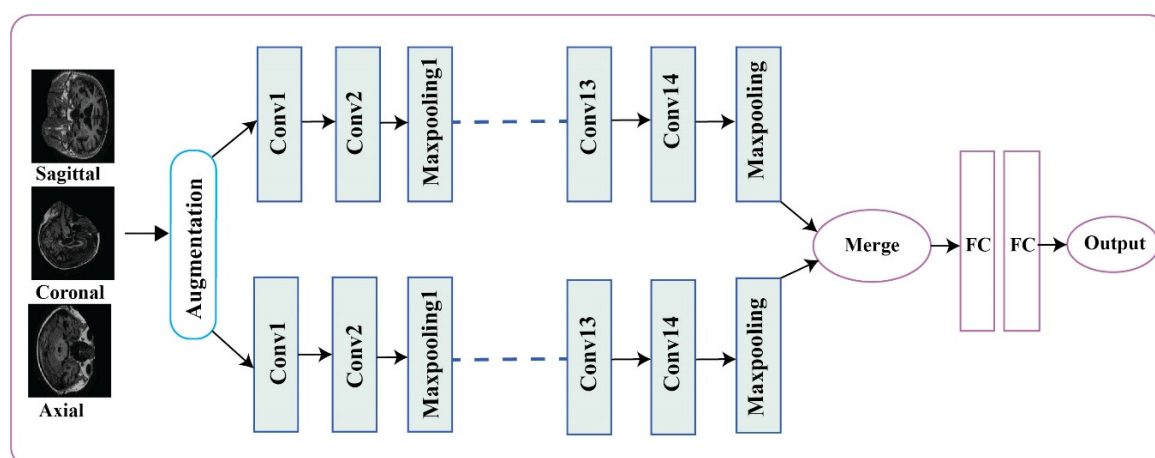 Sagittal
Coronal
Axial
Augmentation
Conv1
Conv2
Maxpooling1
Conv13
Conv14
Maxpooling
Conv1
Conv2
Maxpooling1
Conv13
Conv14
Maxpooling
Merge
FC
FC
Output